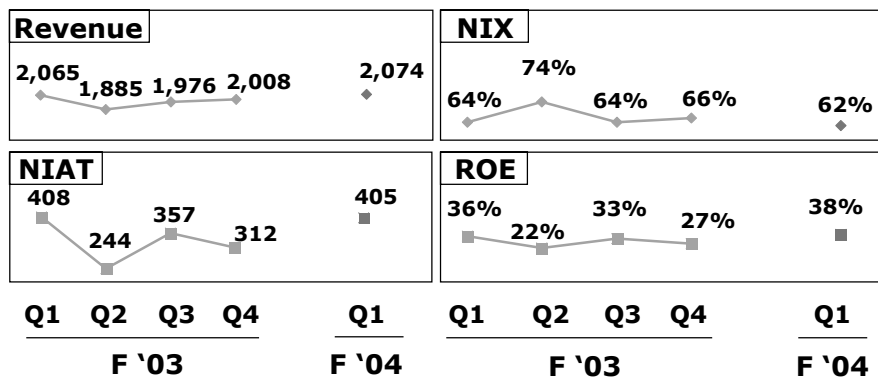 Revenue
2,065
1,885
1,976
2,008
2,074
NIX
64%
74%
64%
66%
62%
NIAT
408
244
357
312
405
ROE
36%
22%
33%
27%
38%
Q1 Q2 Q3 Q4 Q1
F ‘03 F ‘04
Q1 Q2 Q3 Q4 Q1
F ‘03 F ‘04